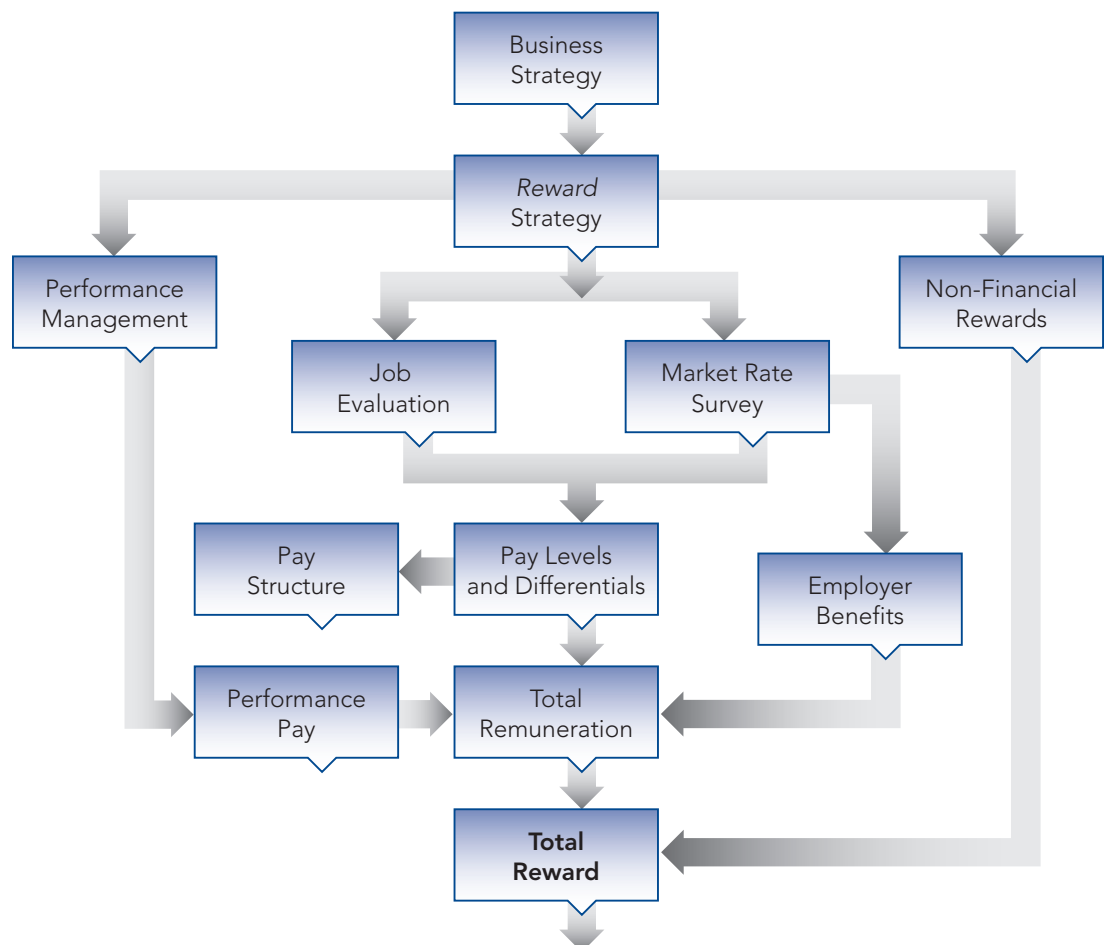 Business
Strategy
Reward
Strategy
Performance
Management
Non-Financial
Rewards
Job
Evaluation
Market Rate
Survey
Pay
Structure
Pay Levels
and Differentials
Employer
Benefits
Performance
Pay
Total
Remuneration
Total
Reward